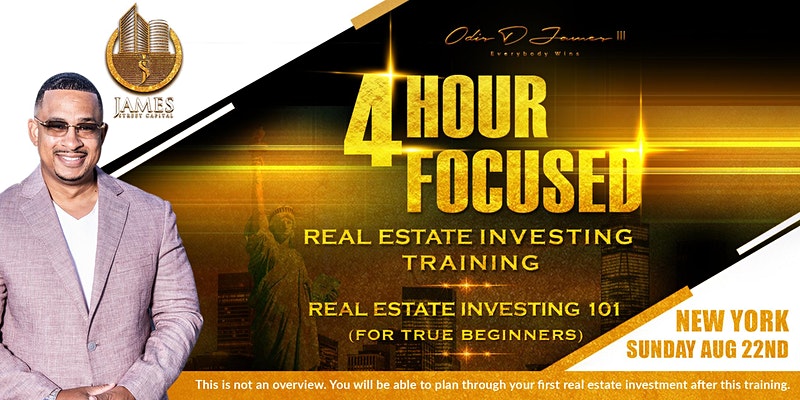 JAMES
STREET CAPITAL
Odis D James III
Everybody Wins
4 HOUR
FOCUSED
REAL ESTATE INVESTING
TRAINING
REAL ESTATE INVESTING 101
(FOR TRUE BEGINNERS)
NEW YORK
SUNDAY AUG 22ND
This is not an overview. You will be able to plan through your first real estate investment after this training.